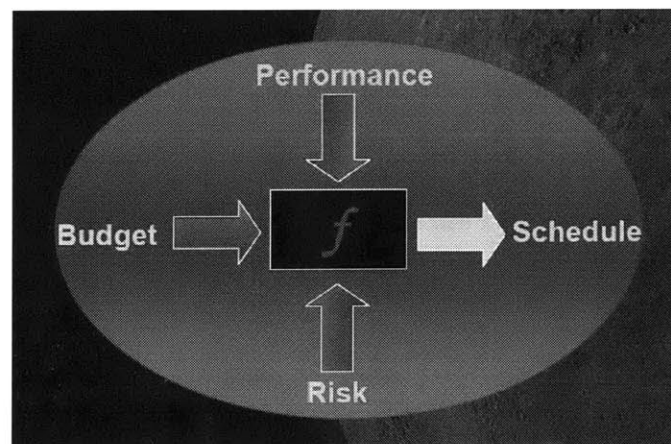 Performance
Budget
f
Schedule
Risk